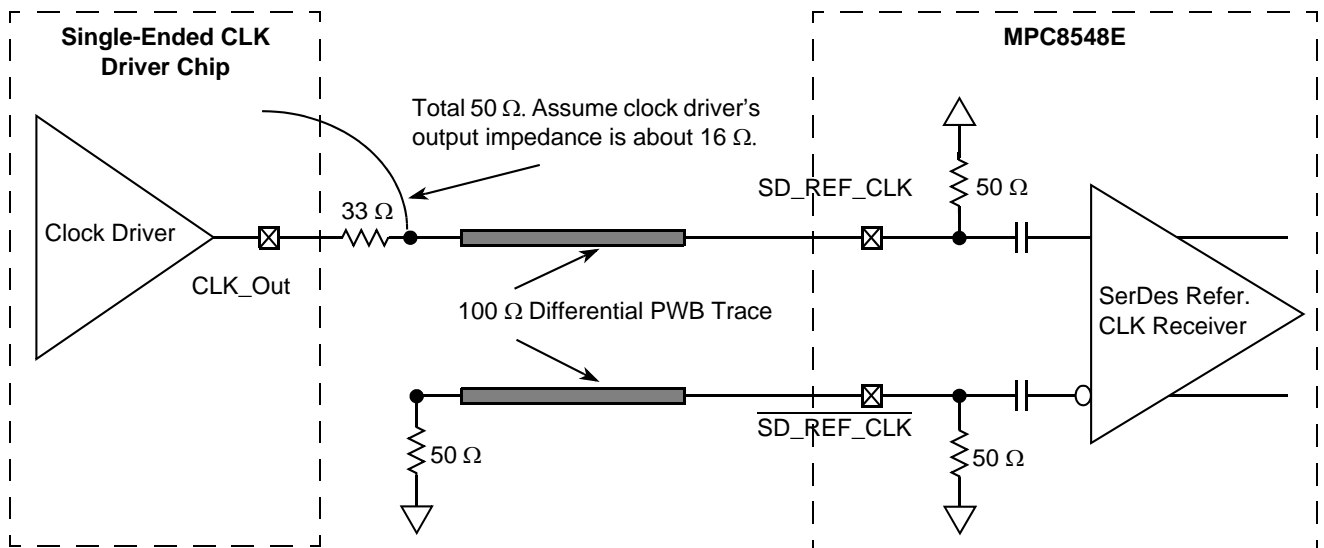 Single-Ended CLK
Driver Chip
MPC8548E
Total 50 Ω. Assume clock driver's
output impedance is about 16 Ω.
SD_REF_CLK
50 Ω
33 Ω
Clock Driver
CLK_Out
100 Ω Differential PWB Trace
SerDes Refer.
CLK Receiver
SD_REF_CLK
50 Ω
50 Ω